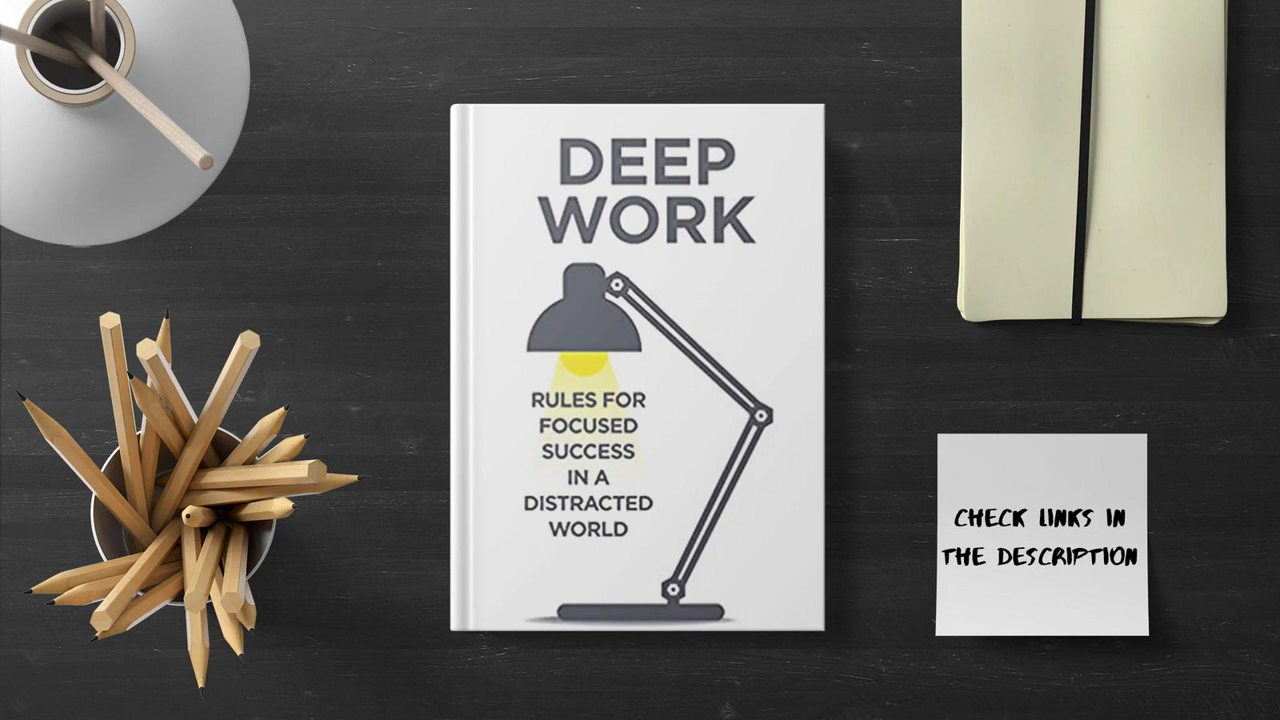 DEEP
WORK
RULES FOR
FOCUSED
SUCCESS
IN A
DISTRACTED
WORLD
CHECK LINKS IN
THE DESCRIPTION